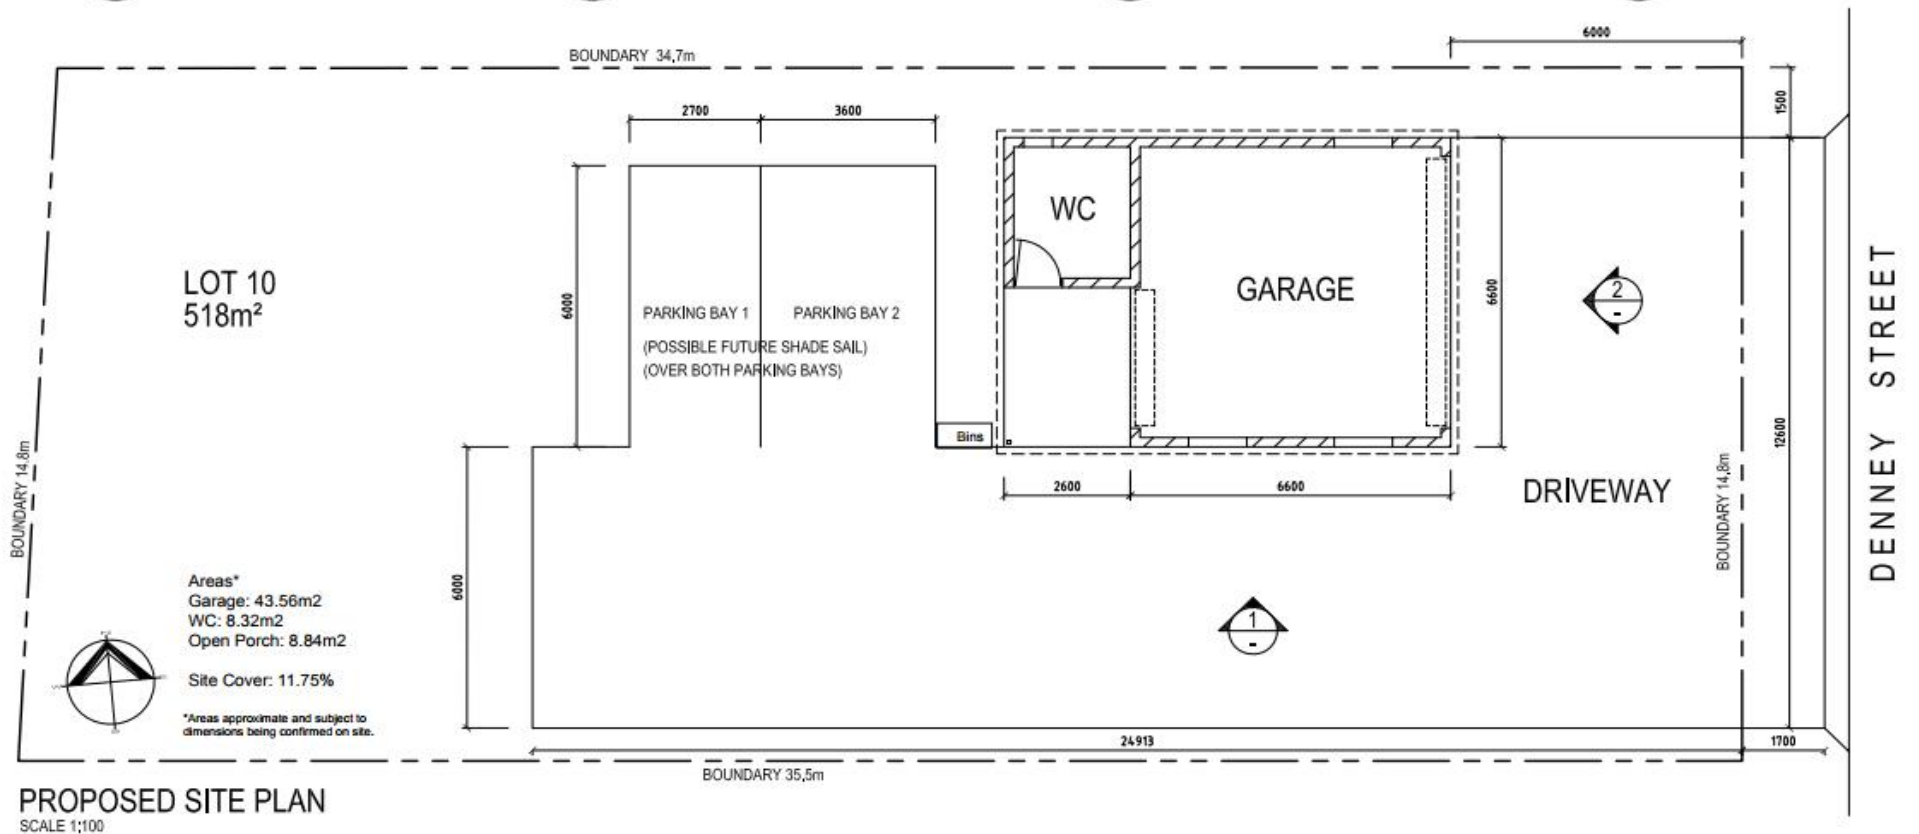 BOUNDARY 34,7m
6000
2700
3600
1500
WC
GARAGE
LOT 10
518m²
6000
PARKING BAY 1
PARKING BAY 2
(POSSIBLE FUTURE SHADE SAIL)
(OVER BOTH PARKING BAYS)
6600
2
-
DENNEY STREET
12600
Bins
BOUNDARY 14,8m
2600
6600
DRIVEWAY
BOUNDARY 14,8m
6000
Areas*
Garage: 43.56m2
WC: 8.32m2
Open Porch: 8.84m2
Site Cover: 11.75%
*Areas approximate and subject to
dimensions being confirmed on site.
1
-
24913
1700
BOUNDARY 35,5m
PROPOSED SITE PLAN
SCALE 1:100